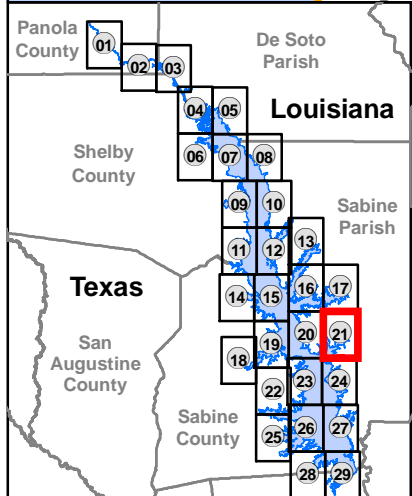 Panola
County
01
02
03
De Soto
Parish
04
05
Louisiana
Shelby
County
06
07
08
09
10
Sabine
Parish
11
12
13
Texas
14
15
16
17
San
Augustine
County
18
19
20
21
22
23
24
Sabine
County
25
26
27
28
29